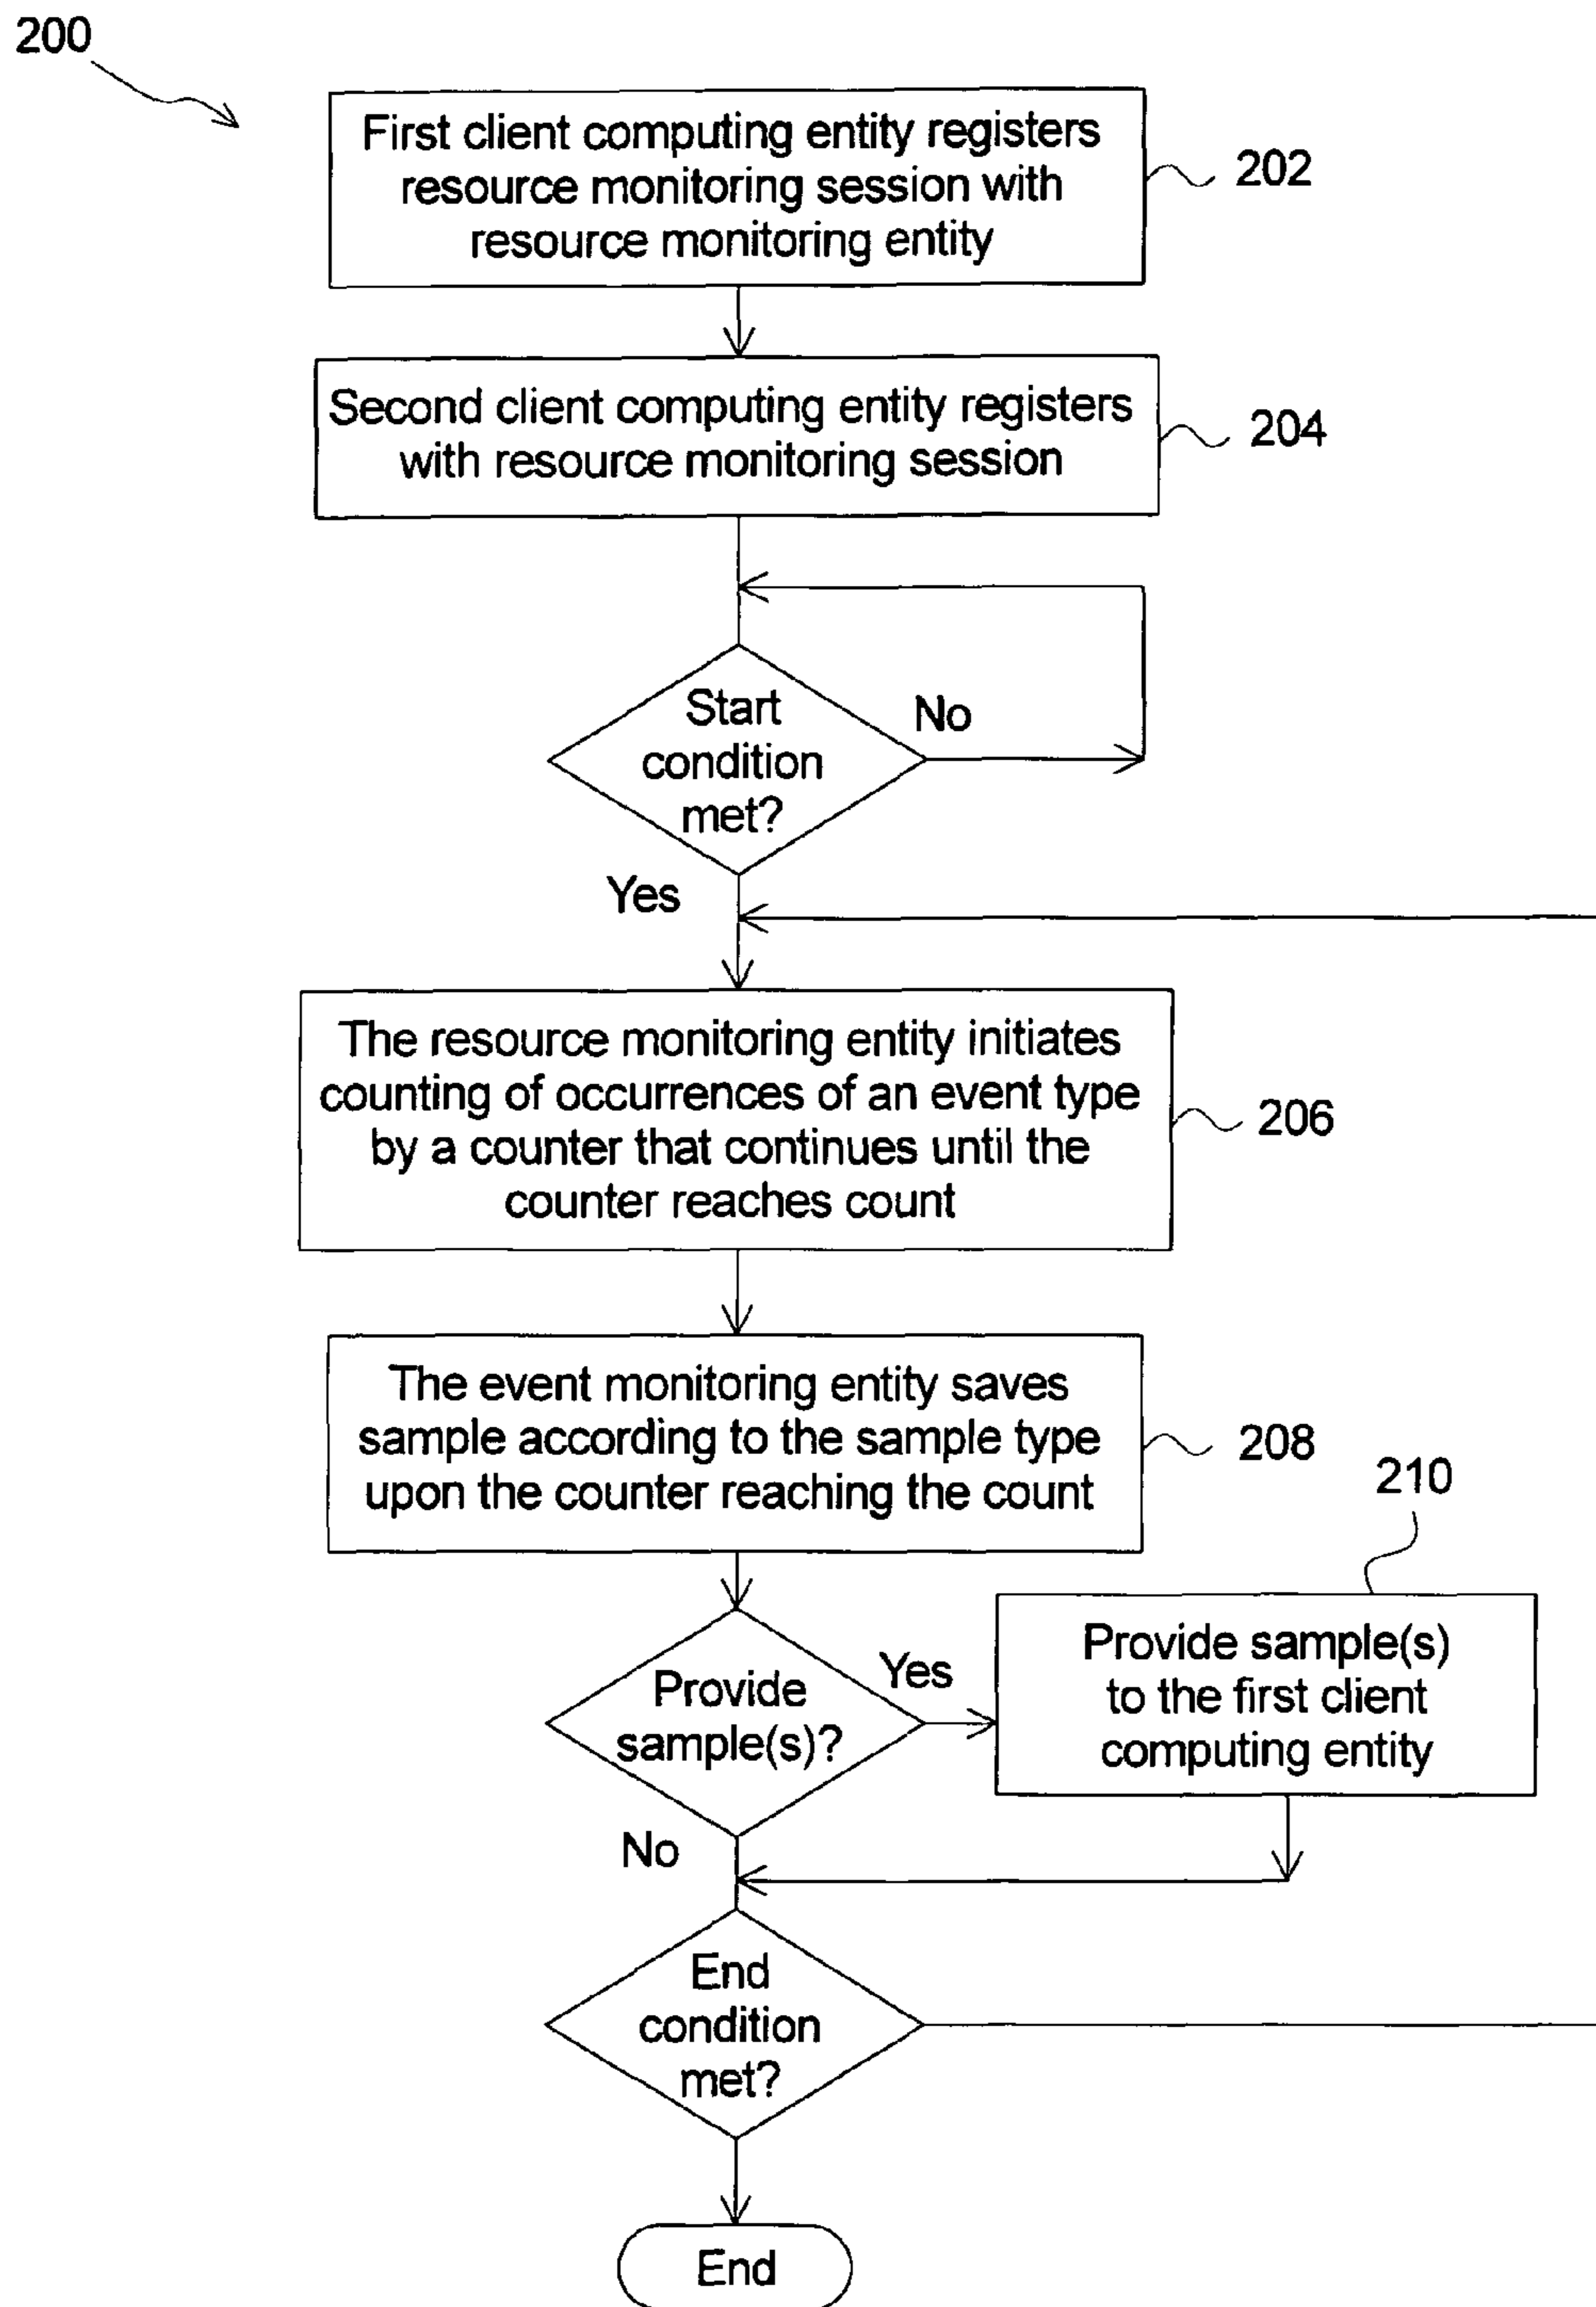 200
First client computing entity registers
resource monitoring session with
resource monitoring entity
202
Second client computing entity registers
with resource monitoring session
204
Start
condition
met?
No
Yes
The resource monitoring entity initiates
counting of occurrences of an event type
by a counter that continues until the
counter reaches count
206
The event monitoring entity saves
sample according to the sample type
upon the counter reaching the count
208
210
Provide
sample(s)?
Yes
Provide sample(s)
to the first client
computing entity
No
End
condition
met?
End